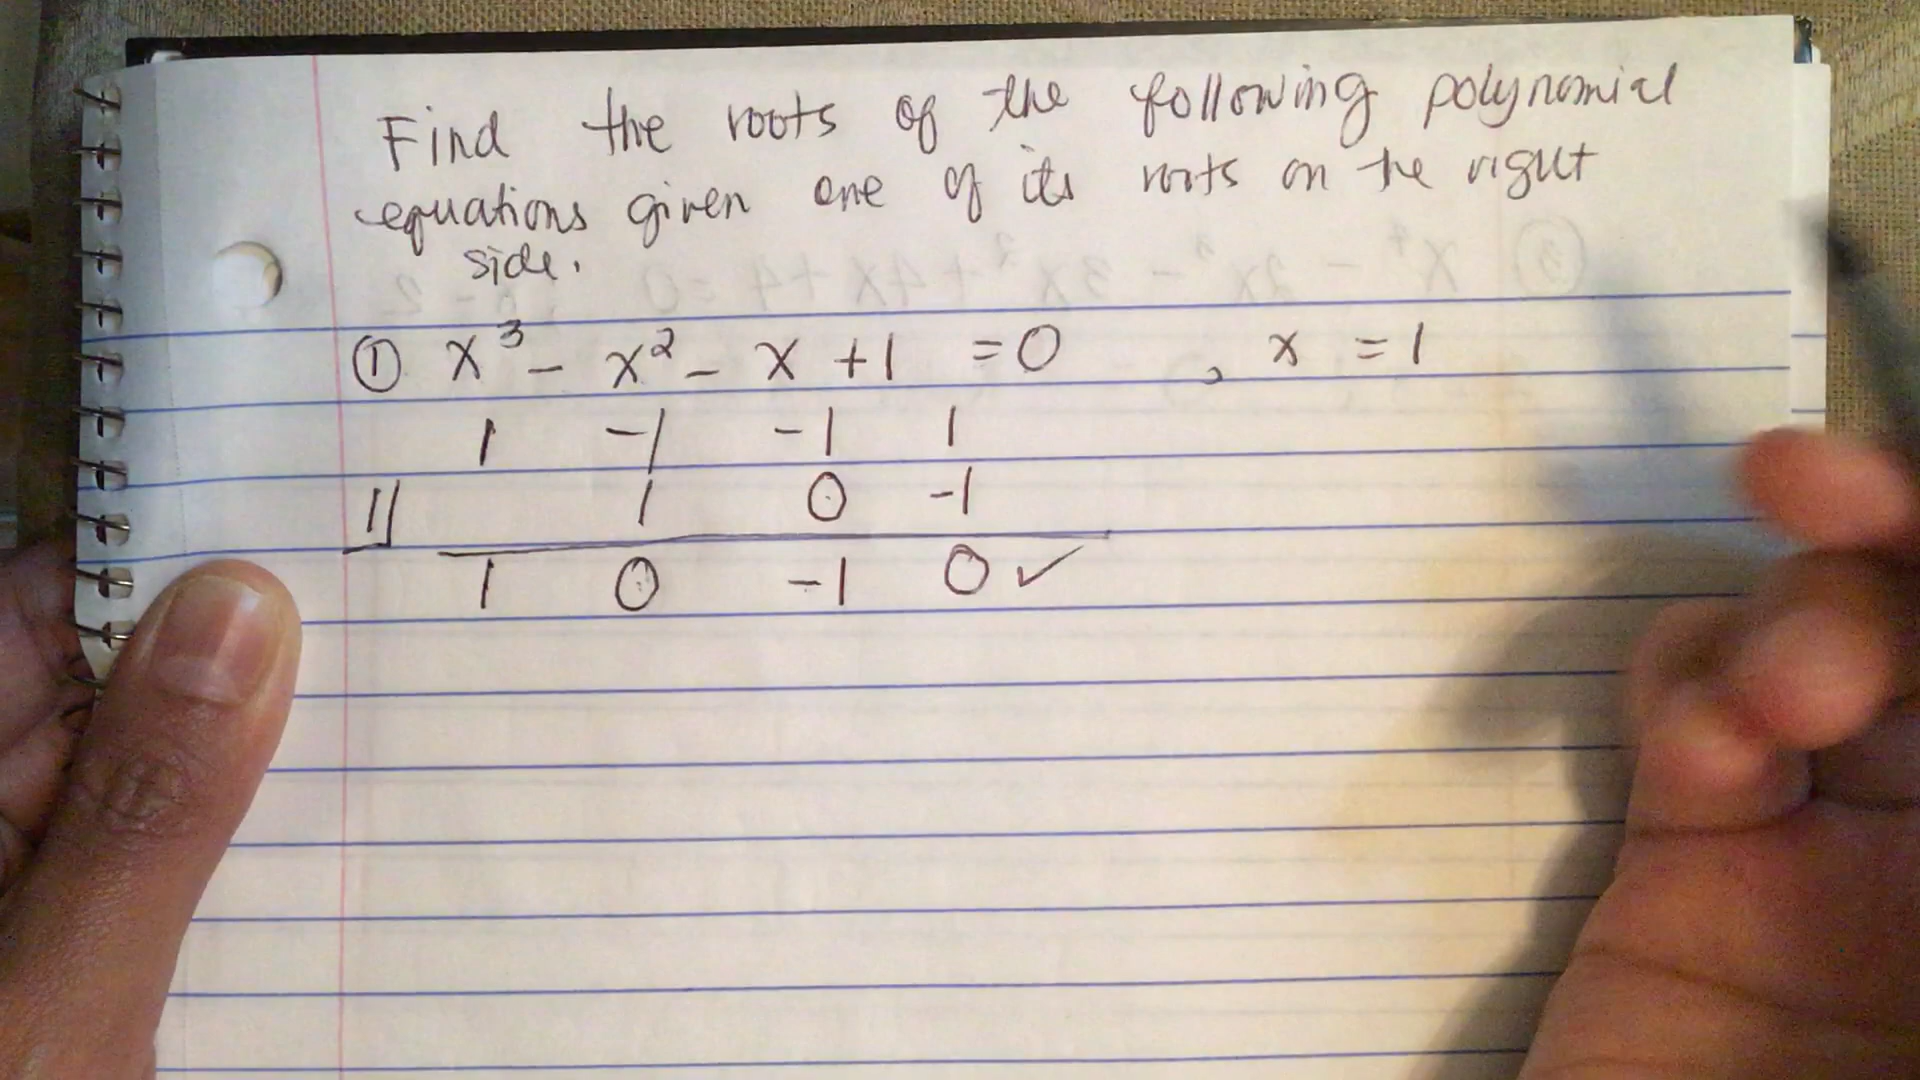 Find the roots of the following polynomial
equations given one of its roots on the right
side.
① x³ - x² - x + 1 = 0 , x = 1
1 -1 -1 1
1 1 0 -1
1 0 -1 0 ✓